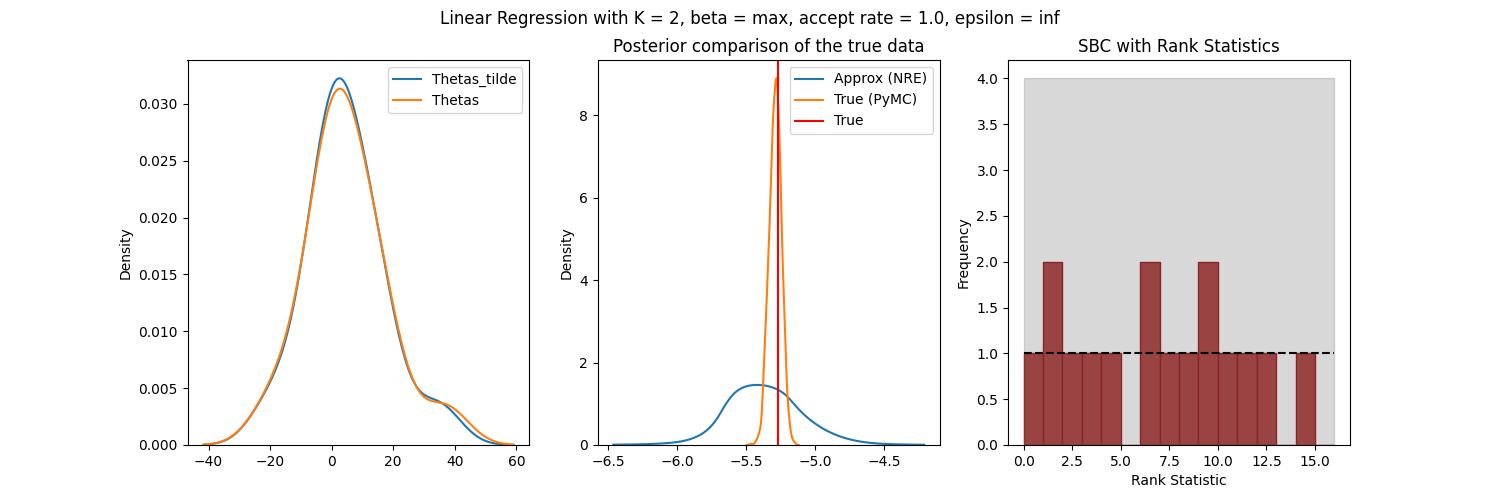 Linear Regression with K = 2, beta = max, accept rate = 1.0, epsilon = inf
Density
0.030
0.025
0.020
0.015
0.010
0.005
0.000
−40 −20 0 20 40 60
Thetas_tilde
Thetas
Posterior comparison of the true data
Density
8
6
4
2
0
−6.5 −6.0 −5.5 −5.0 −4.5
Approx (NRE)
True (PyMC)
True
SBC with Rank Statistics
Frequency
4.0
3.5
3.0
2.5
2.0
1.5
1.0
0.5
0.0
0.0 2.5 5.0 7.5 10.0 12.5 15.0
Rank Statistic